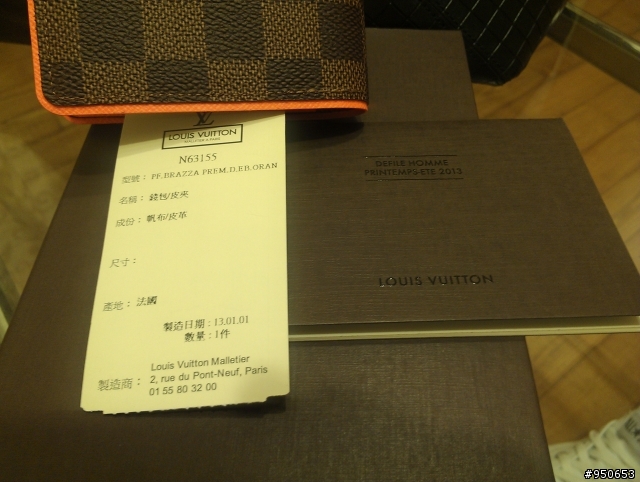 LV
LOUIS VUITTON
MALLETIER A PARIS
N63155
型號： PF.BRAZZA PREM,D.EB.ORAN
名稱： 錢包/皮夾
成份： 帆布/皮革
尺寸：
產地： 法國
製造日期 : 13.01.01
數量 : 1件
製造商： Louis Vuitton Malletier
2, rue du Pont-Neuf, Paris
01 55 80 32 00
DEFILE HOMME
PRINTEMPS-ETE 2013
LOUIS VUITTON
#950653